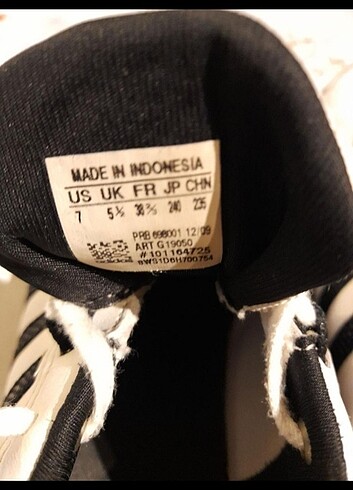 MADE IN INDONESIA
US UK FR JP CHN
7 5½ 38⅔ 240 235
PRB 698001 12/09
ART G19050
#101164725
adidas